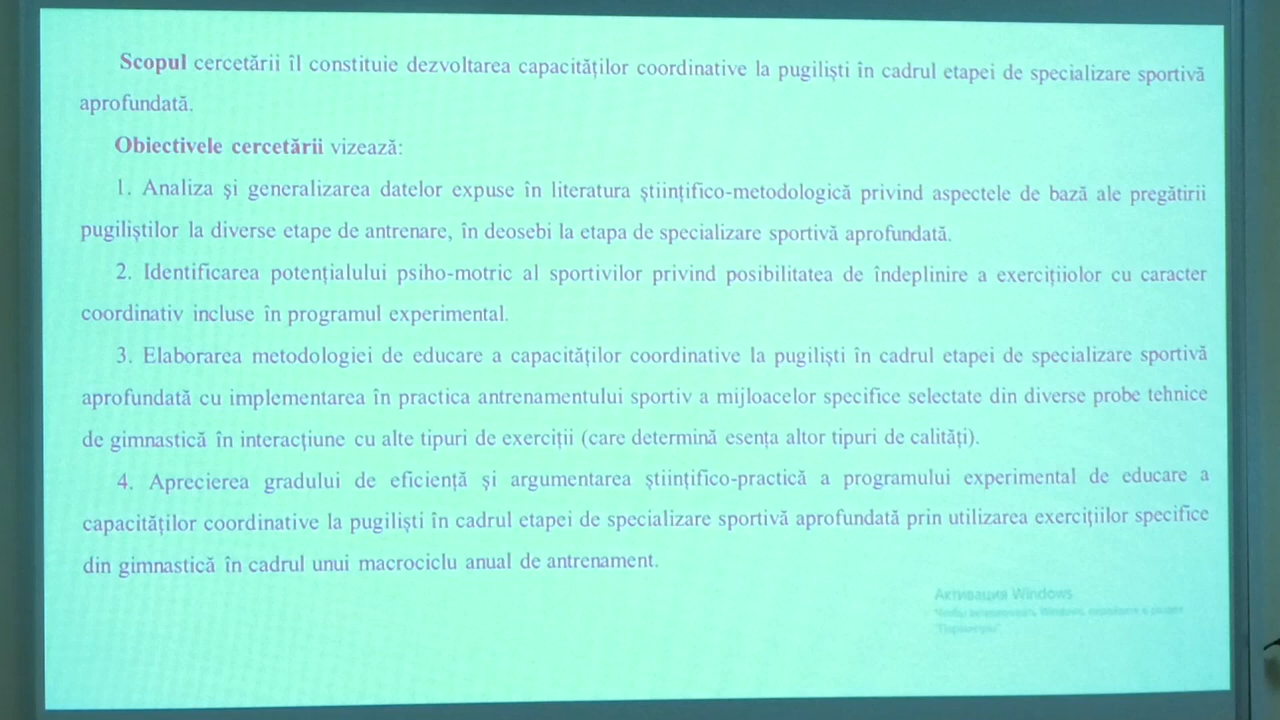 Scopul cercetării îl constituie dezvoltarea capacităților coordinative la pugiliști în cadrul etapei de specializare sportivă
aprofundată.
Obiectivele cercetării vizează:
1. Analiza și generalizarea datelor expuse în literatura științifico-metodologică privind aspectele de bază ale pregătirii
pugiliștilor la diverse etape de antrenare, în deosebi la etapa de specializare sportivă aprofundată.
2. Identificarea potențialului psiho-motric al sportivilor privind posibilitatea de îndeplinire a exercițiiolor cu caracter
coordinativ incluse în programul experimental.
3. Elaborarea metodologiei de educare a capacităților coordinative la pugiliști în cadrul etapei de specializare sportivă
aprofundată cu implementarea în practica antrenamentului sportiv a mijloacelor specifice selectate din diverse probe tehnice
de gimnastică în interacțiune cu alte tipuri de exerciții (care determină esența altor tipuri de calități).
4. Aprecierea gradului de eficiență și argumentarea științifico-practică a programului experimental de educare a
capacităților coordinative la pugiliști în cadrul etapei de specializare sportivă aprofundată prin utilizarea exercițiilor specifice
din gimnastică în cadrul unui macrociclu anual de antrenament.
Активация Windows
Windows,
"Параметры".